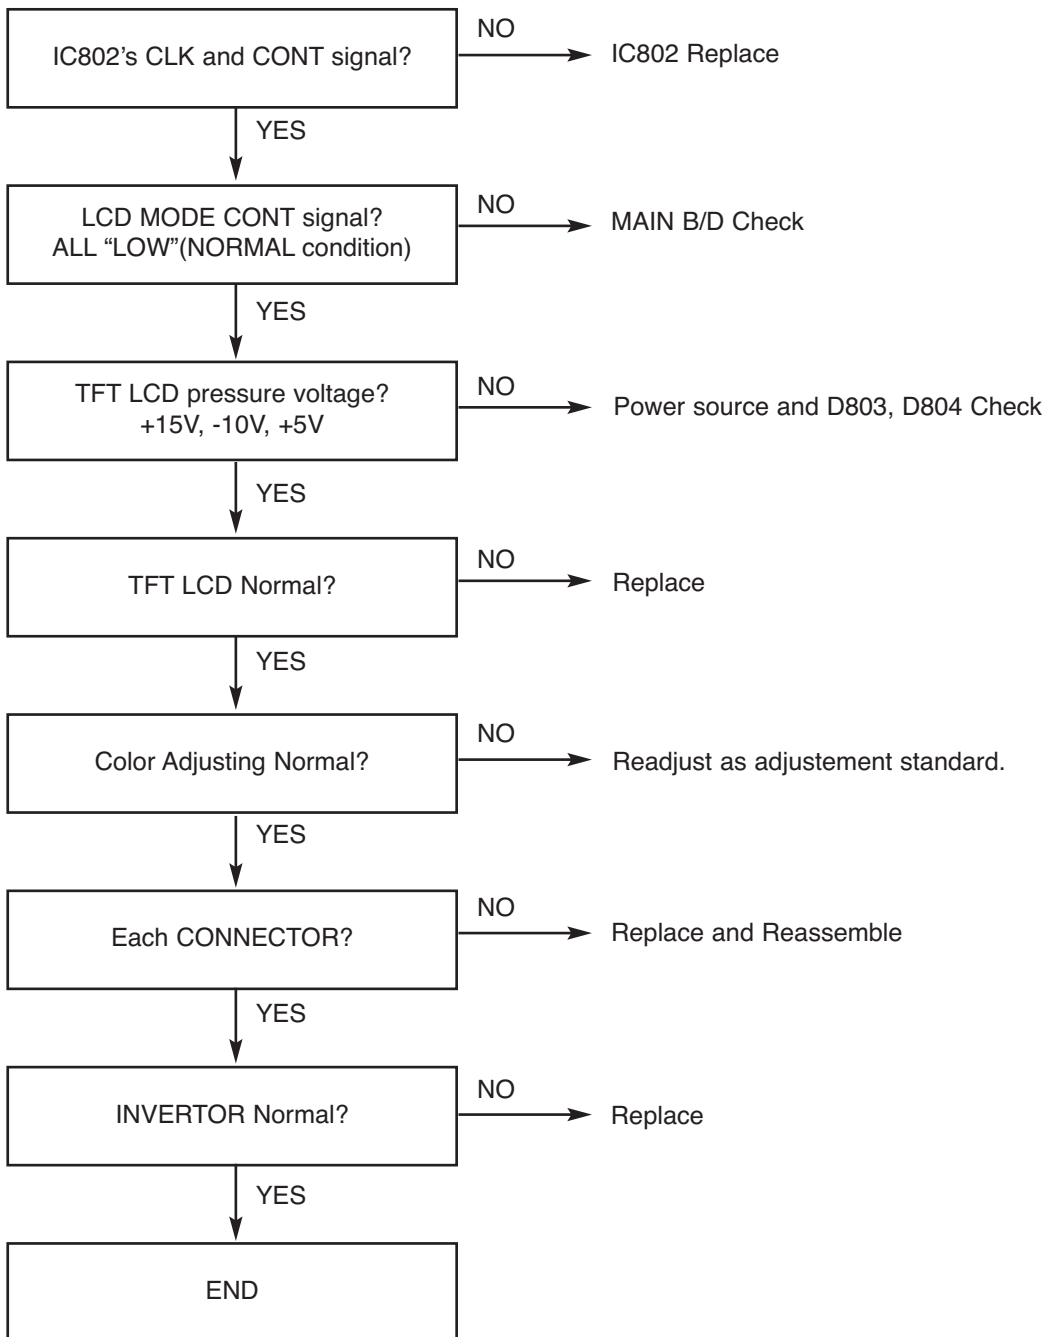 IC802’s CLK and CONT signal?
NO
IC802 Replace
YES
LCD MODE CONT signal?
ALL “LOW”(NORMAL condition)
NO
MAIN B/D Check
YES
TFT LCD pressure voltage?
+15V, -10V, +5V
NO
Power source and D803, D804 Check
YES
TFT LCD Normal?
NO
Replace
YES
Color Adjusting Normal?
NO
Readjust as adjustement standard.
YES
Each CONNECTOR?
NO
Replace and Reassemble
YES
INVERTOR Normal?
NO
Replace
YES
END